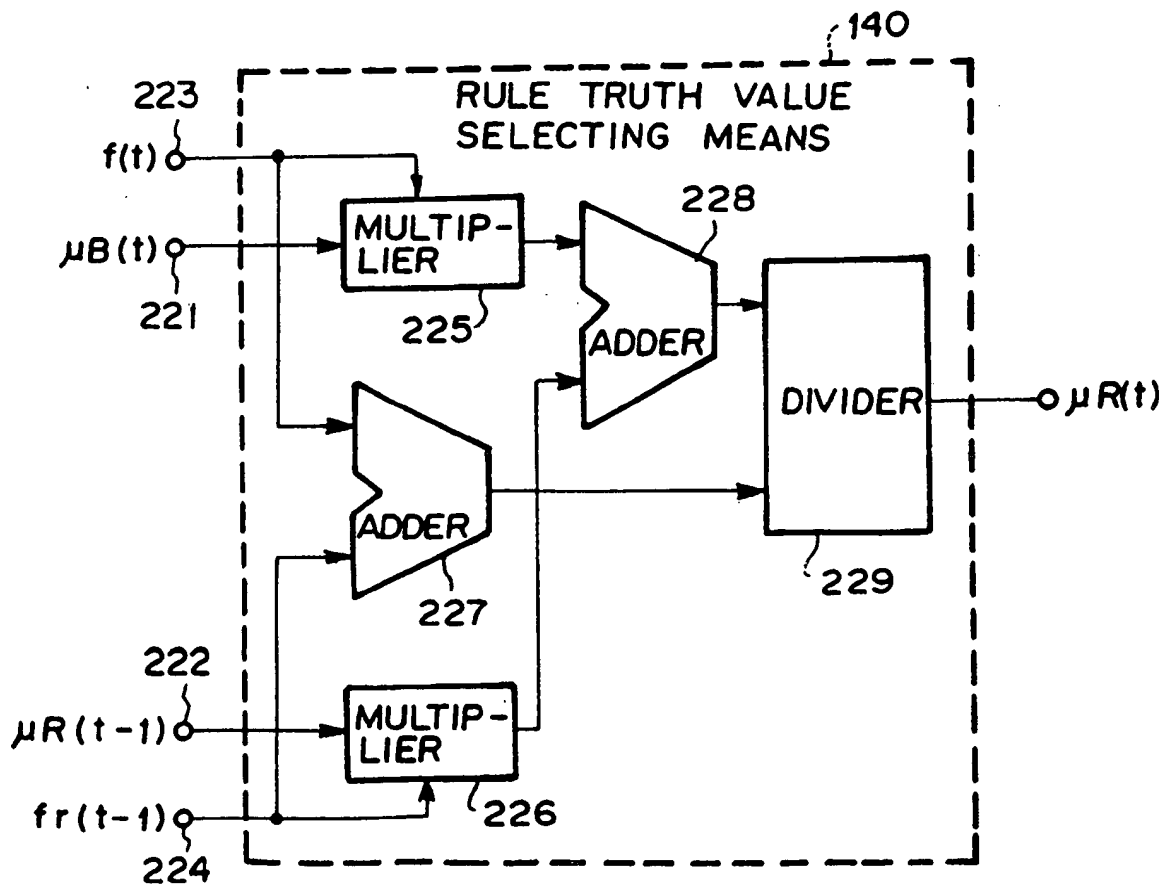 140
RULE TRUTH VALUE
SELECTING MEANS
223
f(t)
μB(t)
221
MULTIP-
LIER
225
228
ADDER
DIVIDER
μR(t)
229
ADDER
227
222
μR(t-1)
MULTIP-
LIER
226
fr(t-1)
224